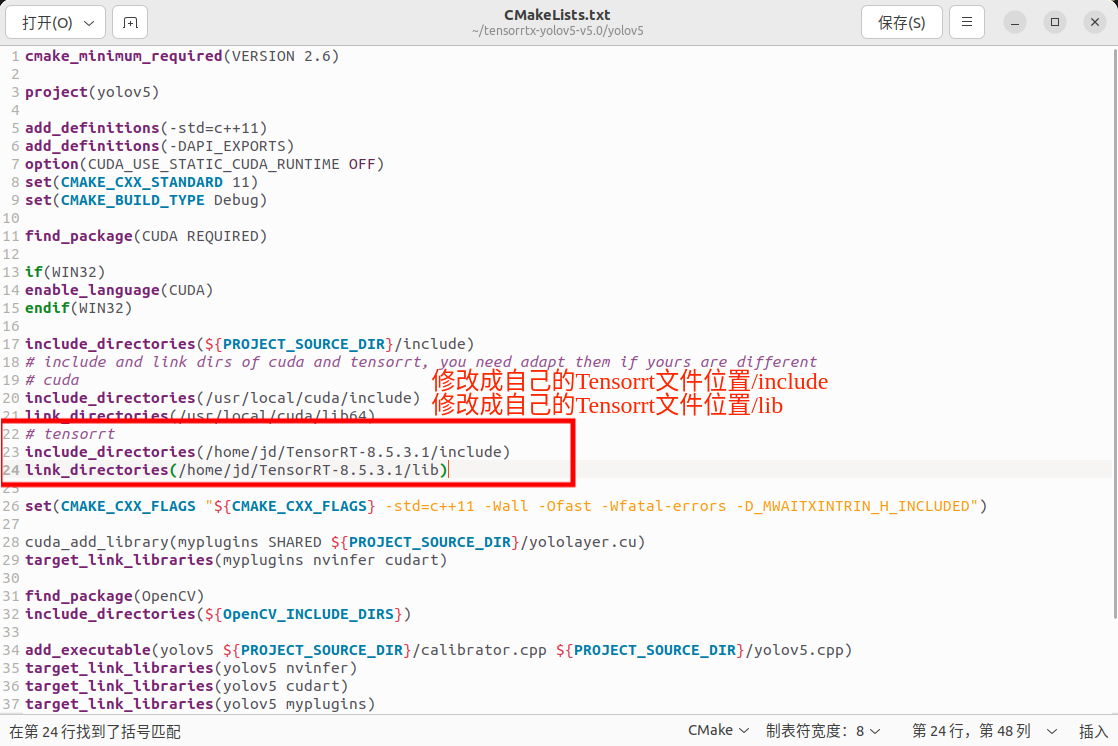 打开(O)
CMakeLists.txt
~/tensorrtx-yolov5-v5.0/yolov5
保存(S)
1 cmake_minimum_required(VERSION 2.6)
2
3 project(yolov5)
4
5 add_definitions(-std=c++11)
6 add_definitions(-DAPI_EXPORTS)
7 option(CUDA_USE_STATIC_CUDA_RUNTIME OFF)
8 set(CMAKE_CXX_STANDARD 11)
9 set(CMAKE_BUILD_TYPE Debug)
10
11 find_package(CUDA REQUIRED)
12
13 if(WIN32)
14 enable_language(CUDA)
15 endif(WIN32)
16
17 include_directories(${PROJECT_SOURCE_DIR}/include)
18 # include and link dirs of cuda and tensorrt, you need adapt them if yours are different
19 # cuda
修改成自己的Tensorrt文件位置/include
20 include_directories(/usr/local/cuda/include)
修改成自己的Tensorrt文件位置/lib
21 link_directories(/usr/local/cuda/lib64)
22 # tensorrt
23 include_directories(/home/jd/TensorRT-8.5.3.1/include)
24 link_directories(/home/jd/TensorRT-8.5.3.1/lib)
25
26 set(CMAKE_CXX_FLAGS "${CMAKE_CXX_FLAGS} -std=c++11 -Wall -Ofast -Wfatal-errors -D_MWAITXINTRIN_H_INCLUDED")
27
28 cuda_add_library(myplugins SHARED ${PROJECT_SOURCE_DIR}/yololayer.cu)
29 target_link_libraries(myplugins nvinfer cudart)
30
31 find_package(OpenCV)
32 include_directories(${OpenCV_INCLUDE_DIRS})
33
34 add_executable(yolov5 ${PROJECT_SOURCE_DIR}/calibrator.cpp ${PROJECT_SOURCE_DIR}/yolov5.cpp)
35 target_link_libraries(yolov5 nvinfer)
36 target_link_libraries(yolov5 cudart)
37 target_link_libraries(yolov5 myplugins)
在第 24 行找到了括号匹配
CMake
制表符宽度：8
第 24 行，第 48 列
插入